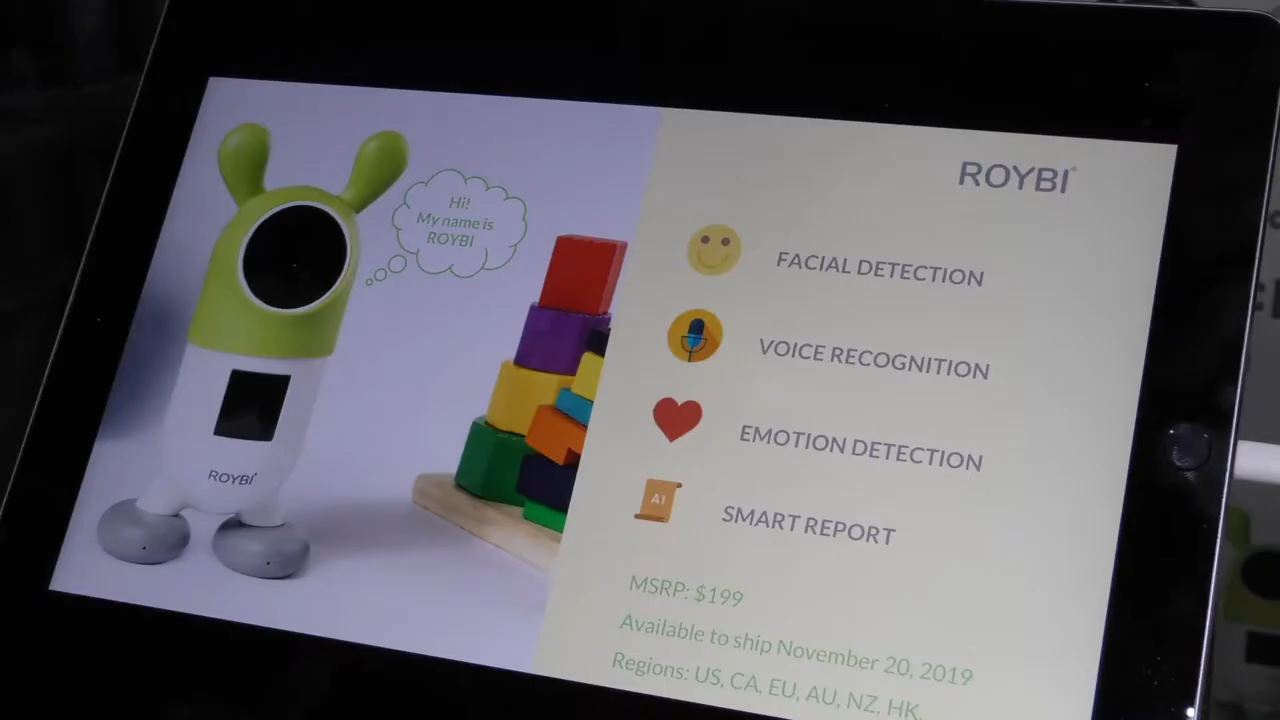 Hi!
My name is
ROYBI
ROYBI
ROYBI
FACIAL DETECTION
VOICE RECOGNITION
EMOTION DETECTION
AI
SMART REPORT
MSRP: $199
Available to ship November 20, 2019
Regions: US, CA, EU, AU, NZ, HK,